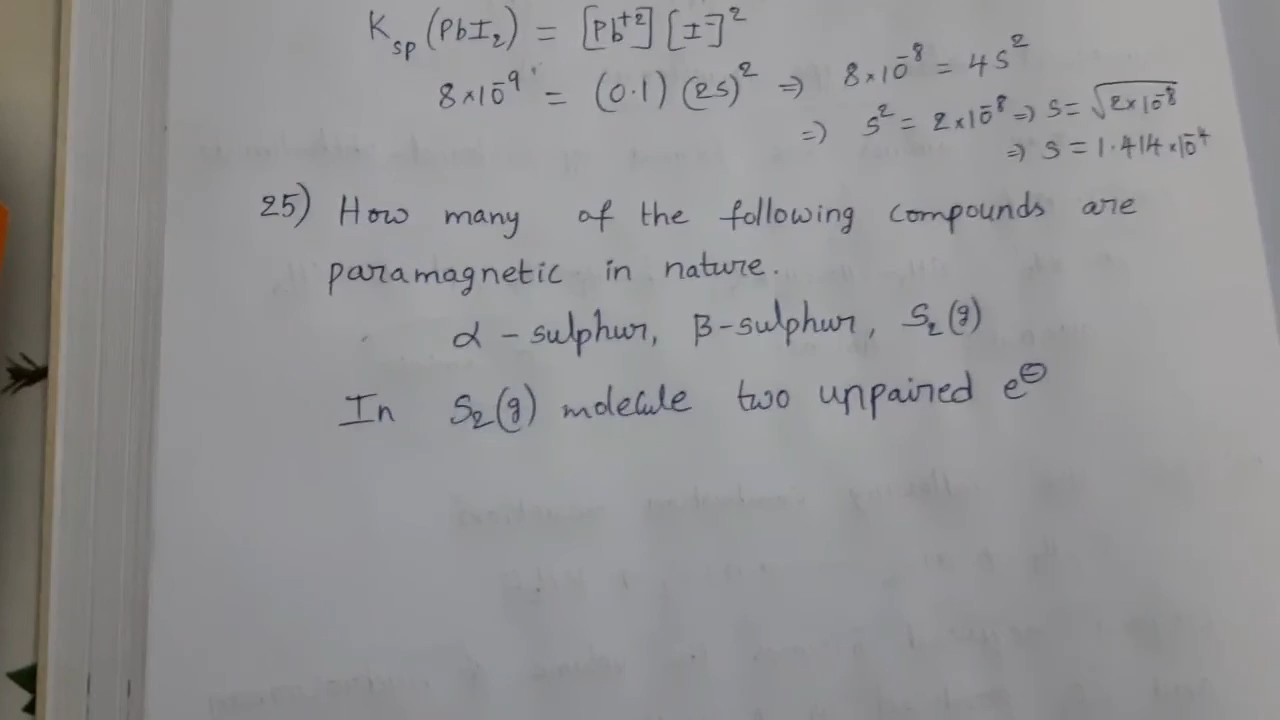 Ksp (PbI2) = [Pb+2] [I-]2
8×10-9 = (0.1) (2s)2 ⇒ 8×10-8 = 4s2
⇒ s2 = 2×10-8 ⇒ s = √2×10-8
⇒ s = 1.414×10-4
25) How many of the following compounds are
paramagnetic in nature.
α - sulphur, β-sulphur, S2(g)
In S2(g) molecule two unpaired e⊖